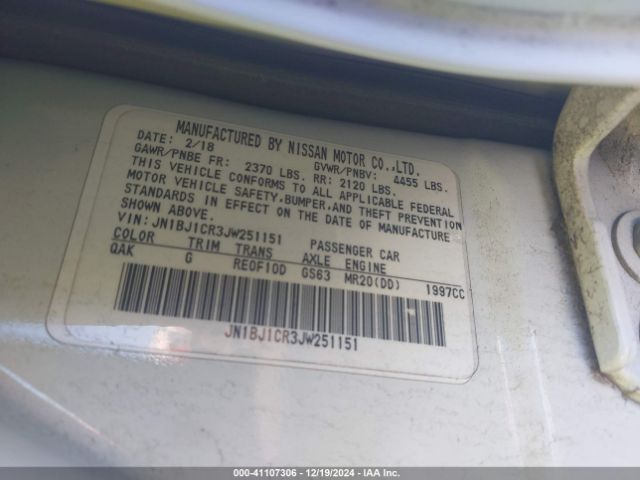 MANUFACTURED BY NISSAN MOTOR CO.,LTD.
DATE: 2/18 GVWR/PNBV: 4455 LBS.
GAWR/PNBE FR: 2370 LBS. RR: 2120 LBS.
THIS VEHICLE CONFORMS TO ALL APPLICABLE FEDERAL
MOTOR VEHICLE SAFETY,BUMPER,AND THEFT PREVENTION
STANDARDS IN EFFECT ON THE DATE OF MANUFACTURE
SHOWN ABOVE.
VIN: JN1BJ1CR3JW251151 PASSENGER CAR
COLOR TRIM TRANS AXLE ENGINE
QAK G RE0F10D GS63 MR20(DD) 1997CC
JN1BJ1CR3JW251151
000-41107306 • 12/19/2024 • IAA Inc.